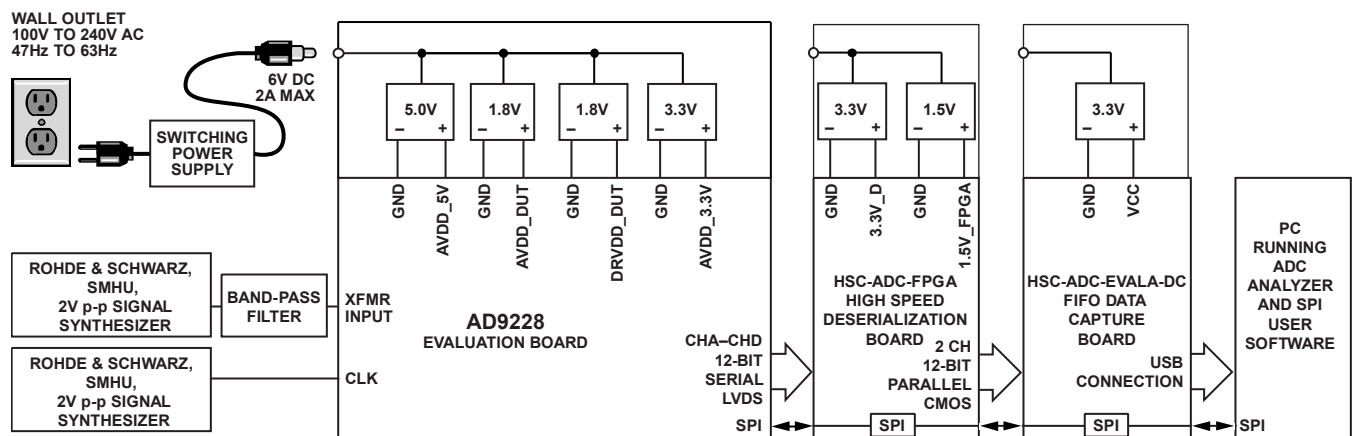 WALL OUTLET
100V TO 240V AC
47Hz TO 63Hz
6V DC
2A MAX
SWITCHING
POWER
SUPPLY
5.0V
– +
1.8V
– +
1.8V
– +
3.3V
– +
3.3V
– +
1.5V
– +
3.3V
– +
GND
AVDD_5V
GND
AVDD_DUT
GND
DRVDD_DUT
GND
AVDD_3.3V
GND
3.3V_D
GND
1.5V_FPGA
GND
VCC
ROHDE & SCHWARZ,
SMHU,
2V p-p SIGNAL
SYNTHESIZER
BAND-PASS
FILTER
XFMR
INPUT
ROHDE & SCHWARZ,
SMHU,
2V p-p SIGNAL
SYNTHESIZER
CLK
AD9228
EVALUATION BOARD
CHA–CHD
12-BIT
SERIAL
LVDS
SPI
HSC-ADC-FPGA
HIGH SPEED
DESERIALIZATION
BOARD
2 CH
12-BIT
PARALLEL
CMOS
SPI
HSC-ADC-EVALA-DC
FIFO DATA
CAPTURE
BOARD
USB
CONNECTION
SPI
PC
RUNNING
ADC
ANALYZER
AND SPI
USER
SOFTWARE
SPI